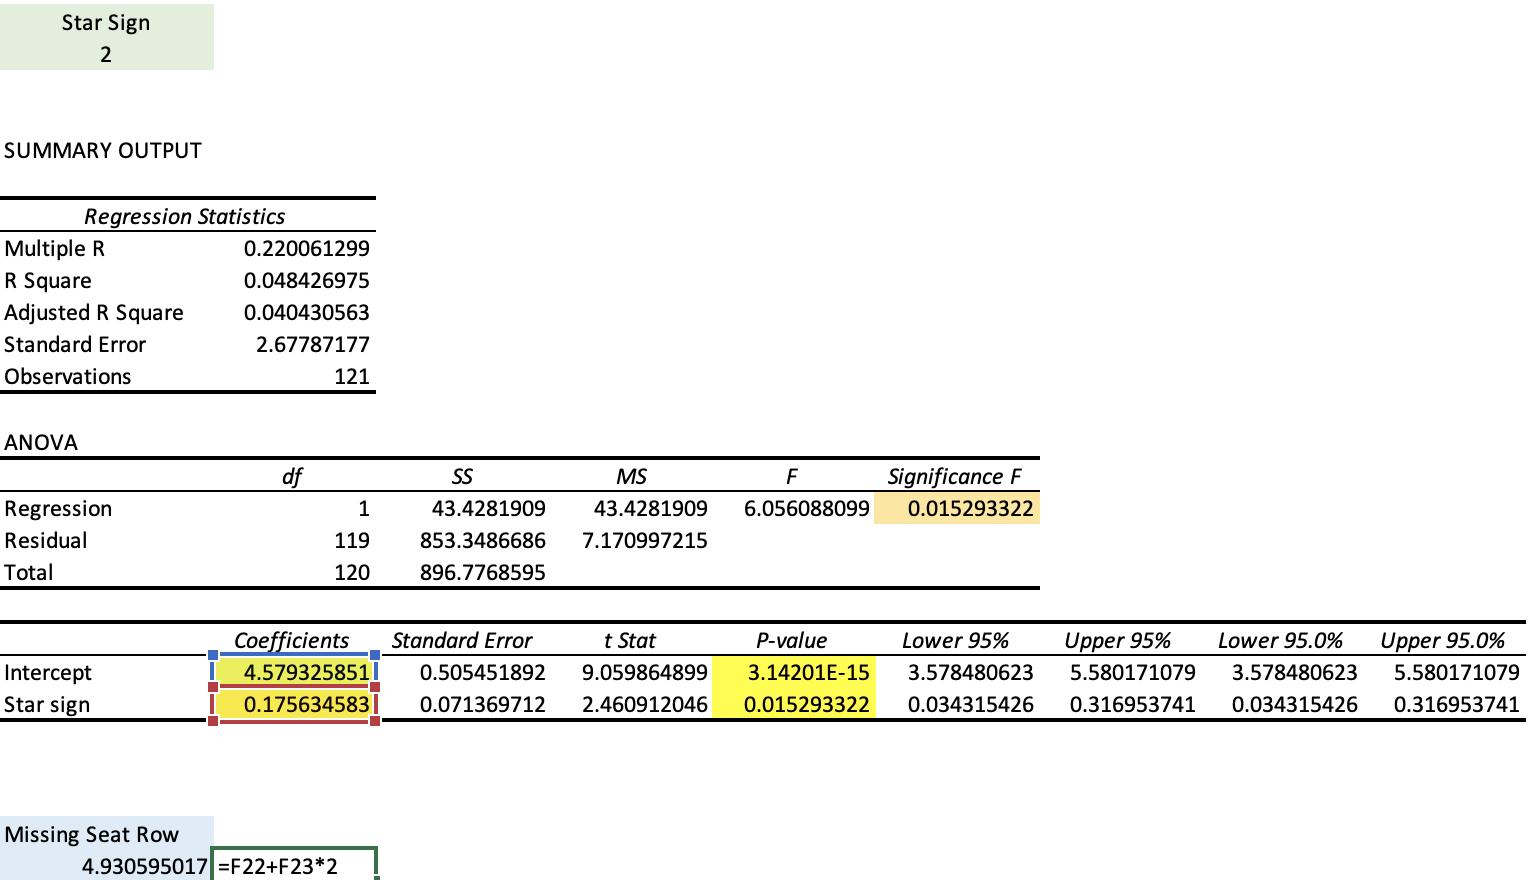 Star Sign
2
SUMMARY OUTPUT
Regression Statistics
Multiple R 0.220061299
R Square 0.048426975
Adjusted R Square 0.040430563
Standard Error 2.67787177
Observations 121
ANOVA
df SS MS F Significance F
Regression 1 43.4281909 43.4281909 6.056088099 0.015293322
Residual 119 853.3486686 7.170997215
Total 120 896.7768595
Coefficients Standard Error t Stat P-value Lower 95% Upper 95% Lower 95.0% Upper 95.0%
Intercept 4.579325851 0.505451892 9.059864899 3.14201E-15 3.578480623 5.580171079 3.578480623 5.580171079
Star sign 0.175634583 0.071369712 2.460912046 0.015293322 0.034315426 0.316953741 0.034315426 0.316953741
Missing Seat Row
4.930595017 =F22+F23*2